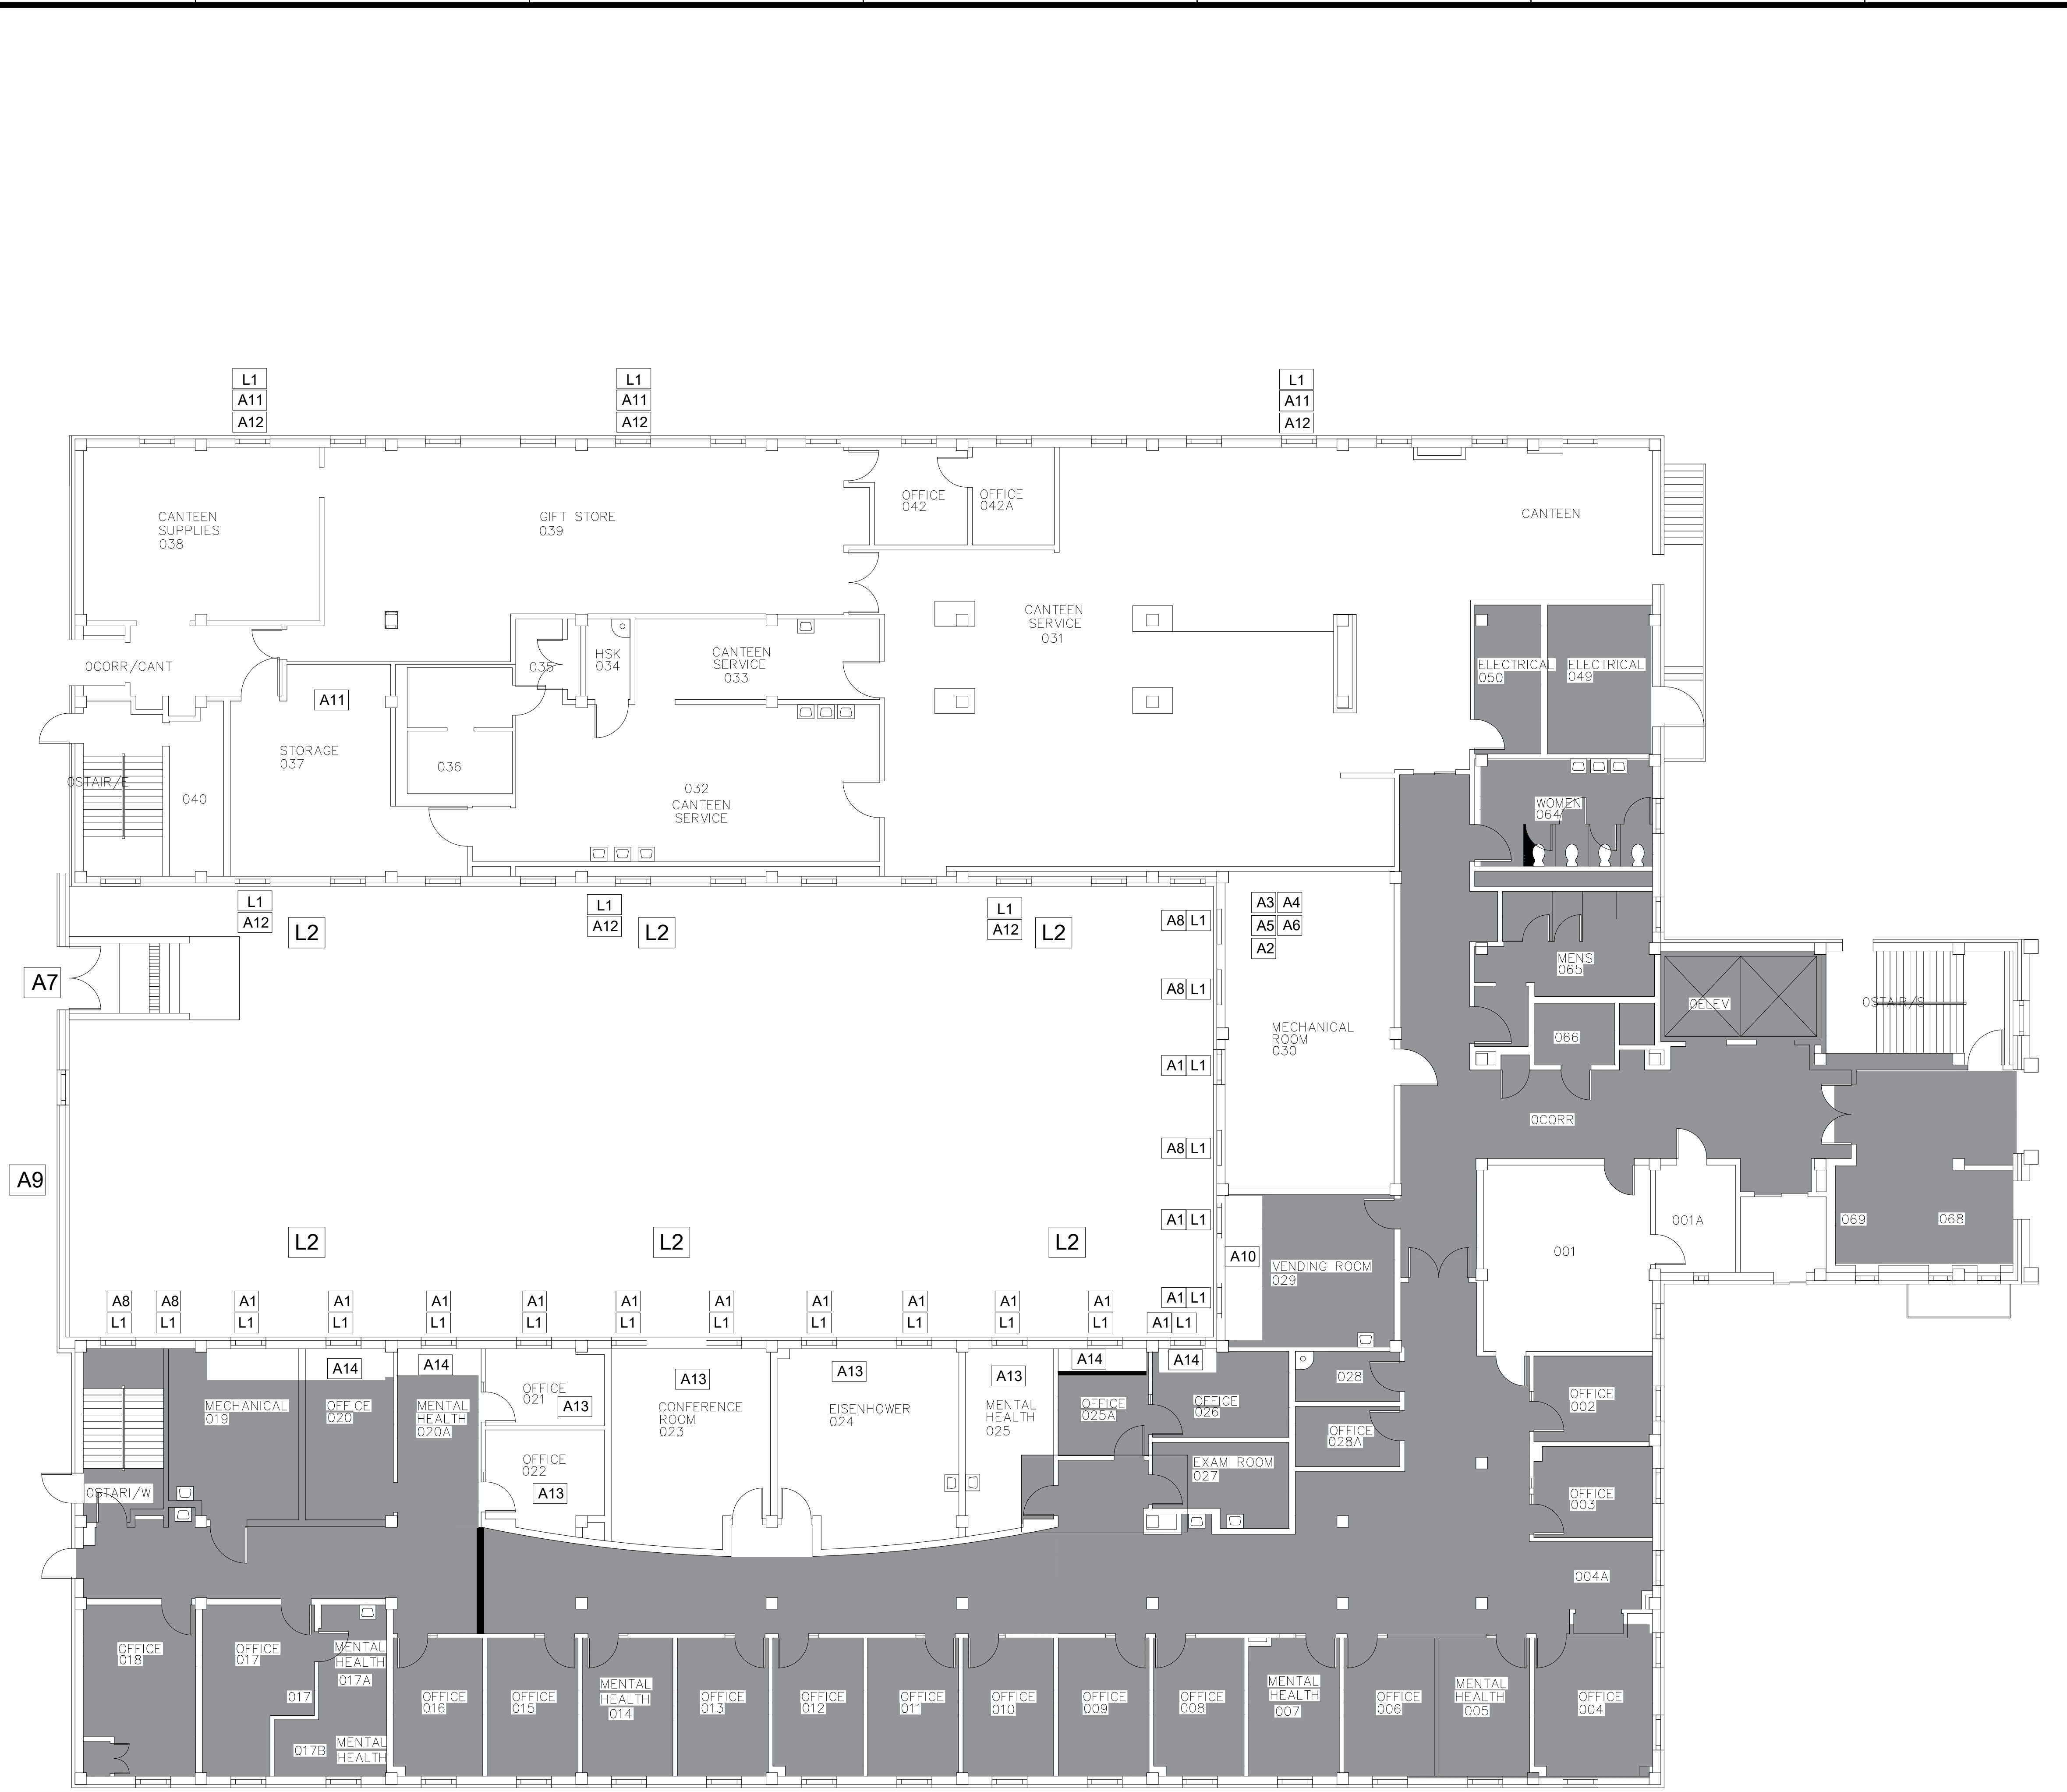 L1
A11
A12
L1
A11
A12
L1
A11
A12
CANTEEN
SUPPLIES
038
GIFT STORE
039
OFFICE
042
OFFICE
042A
CANTEEN
CANTEEN
SERVICE
031
0CORR/CANT
035
HSK
034
CANTEEN
SERVICE
033
ELECTRICAL
050
ELECTRICAL
049
A11
STORAGE
037
036
0STAIR/E
040
032
CANTEEN
SERVICE
WOMEN
064
L1
A12
L2
L1
A12
L2
L1
A12
L2
A8 L1
A3 A4
A5 A6
A2
MENS
065
A7
A8 L1
0ELEV
0STAIR/S
MECHANICAL
ROOM
030
066
A1 L1
0CORR
A8 L1
A9
L2
L2
L2
A1 L1
A10
VENDING ROOM
029
001
001A
069
068
A8
L1
A8
L1
A1
L1
A1
L1
A1
L1
A1
L1
A1
L1
A1
L1
A1
L1
A1
L1
A1
L1
A1
L1
A1 L1
A1 L1
A14
A14
A13
A13
A13
A14
A14
MECHANICAL
019
OFFICE
020
MENTAL
HEALTH
020A
OFFICE
021
A13
CONFERENCE
ROOM
023
EISENHOWER
024
MENTAL
HEALTH
025
OFFICE
025A
OFFICE
026
028
OFFICE
028A
OFFICE
002
OFFICE
022
A13
EXAM ROOM
027
OFFICE
003
0STARI/W
004A
OFFICE
018
OFFICE
017
MENTAL
HEALTH
017A
017
017B
MENTAL
HEALTH
OFFICE
016
OFFICE
015
MENTAL
HEALTH
014
OFFICE
013
OFFICE
012
OFFICE
011
OFFICE
010
OFFICE
009
OFFICE
008
MENTAL
HEALTH
007
OFFICE
006
MENTAL
HEALTH
005
OFFICE
004